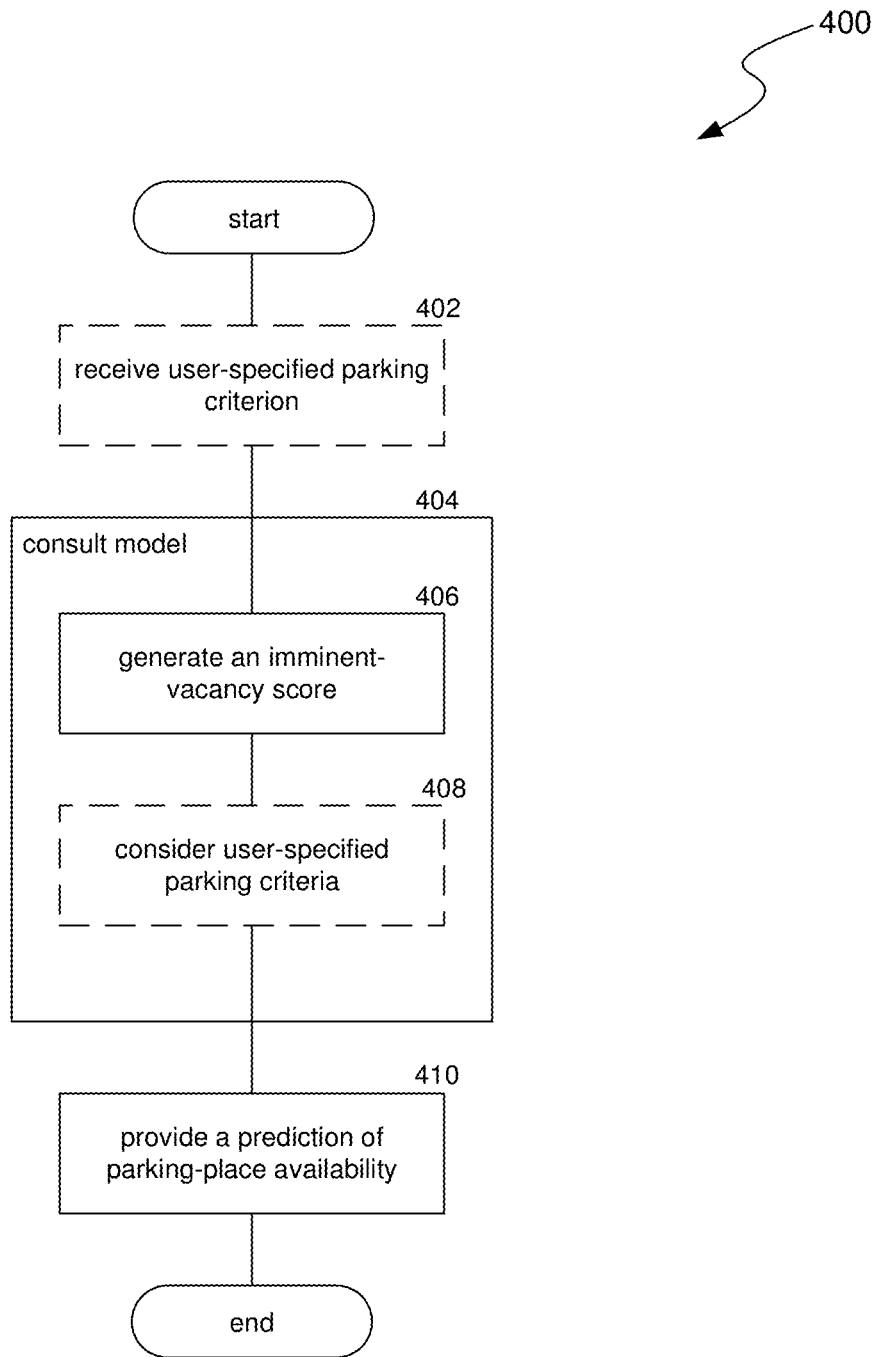 400
start
402
receive user-specified parking
criterion
404
consult model
406
generate an imminent-
vacancy score
408
consider user-specified
parking criteria
410
provide a prediction of
parking-place availability
end